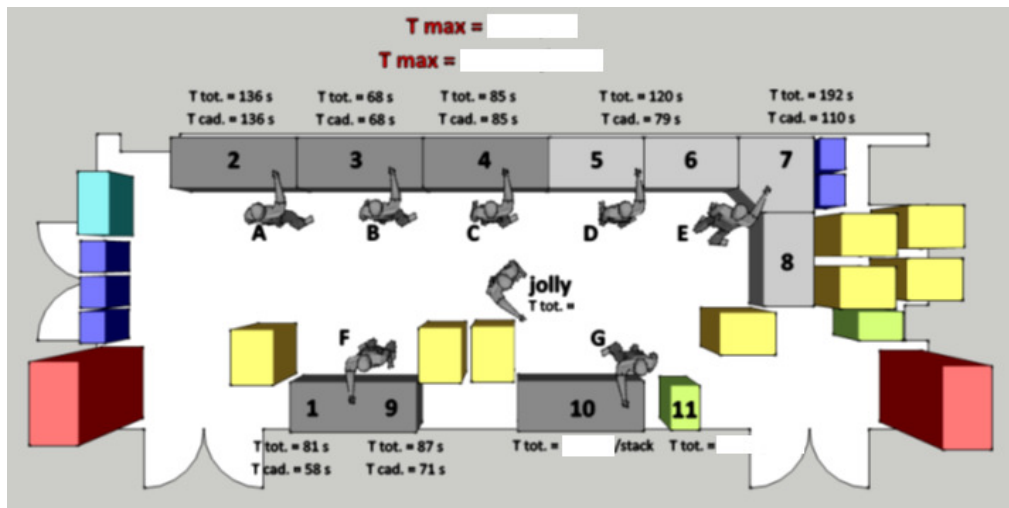 T max =
T max =
T tot. = 136 s T tot. = 68 s T tot. = 85 s T tot. = 120 s T tot. = 192 s
T cad. = 136 s T cad. = 68 s T cad. = 85 s T cad. = 79 s T cad. = 110 s
2 3 4 5 6 7
A B C D E
8
jolly
T tot. =
F G
1 9 10 11
T tot. = 81 s T tot. = 87 s T tot. = /stack T tot. =
T cad. = 58 s T cad. = 71 s